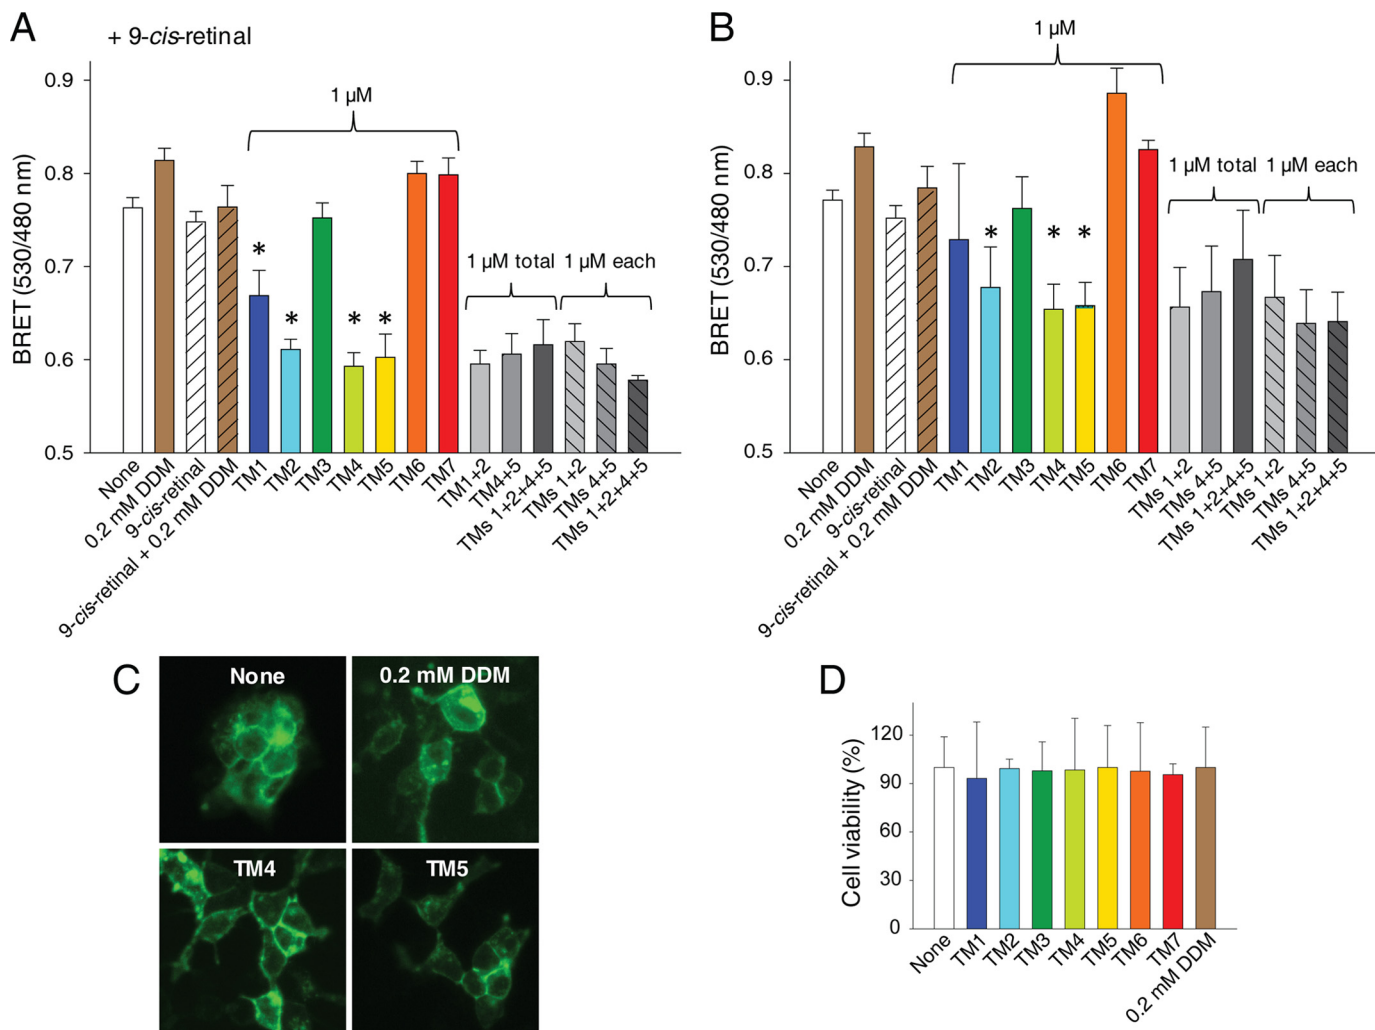 A
+ 9-cis-retinal
BRET (530/480 nm)
0.9
0.8
0.7
0.6
0.5
1 µM
1 µM total
1 µM each
*
*
*
*
None
0.2 mM DDM
9-cis-retinal
9-cis-retinal + 0.2 mM DDM
TM1
TM2
TM3
TM4
TM5
TM6
TM7
TM1+2
TM4+5
TMs 1+2+4+5
TMs 1+2
TMs 4+5
TMs 1+2+4+5
B
BRET (530/480 nm)
0.9
0.8
0.7
0.6
0.5
1 µM
1 µM total
1 µM each
*
*
*
None
0.2 mM DDM
9-cis-retinal
9-cis-retinal + 0.2 mM DDM
TM1
TM2
TM3
TM4
TM5
TM6
TM7
TMs 1+2
TMs 4+5
TMs 1+2+4+5
TMs 1+2
TMs 4+5
TMs 1+2+4+5
C
None
0.2 mM DDM
TM4
TM5
D
Cell viability (%)
120
90
60
30
0
None
TM1
TM2
TM3
TM4
TM5
TM6
TM7
0.2 mM DDM